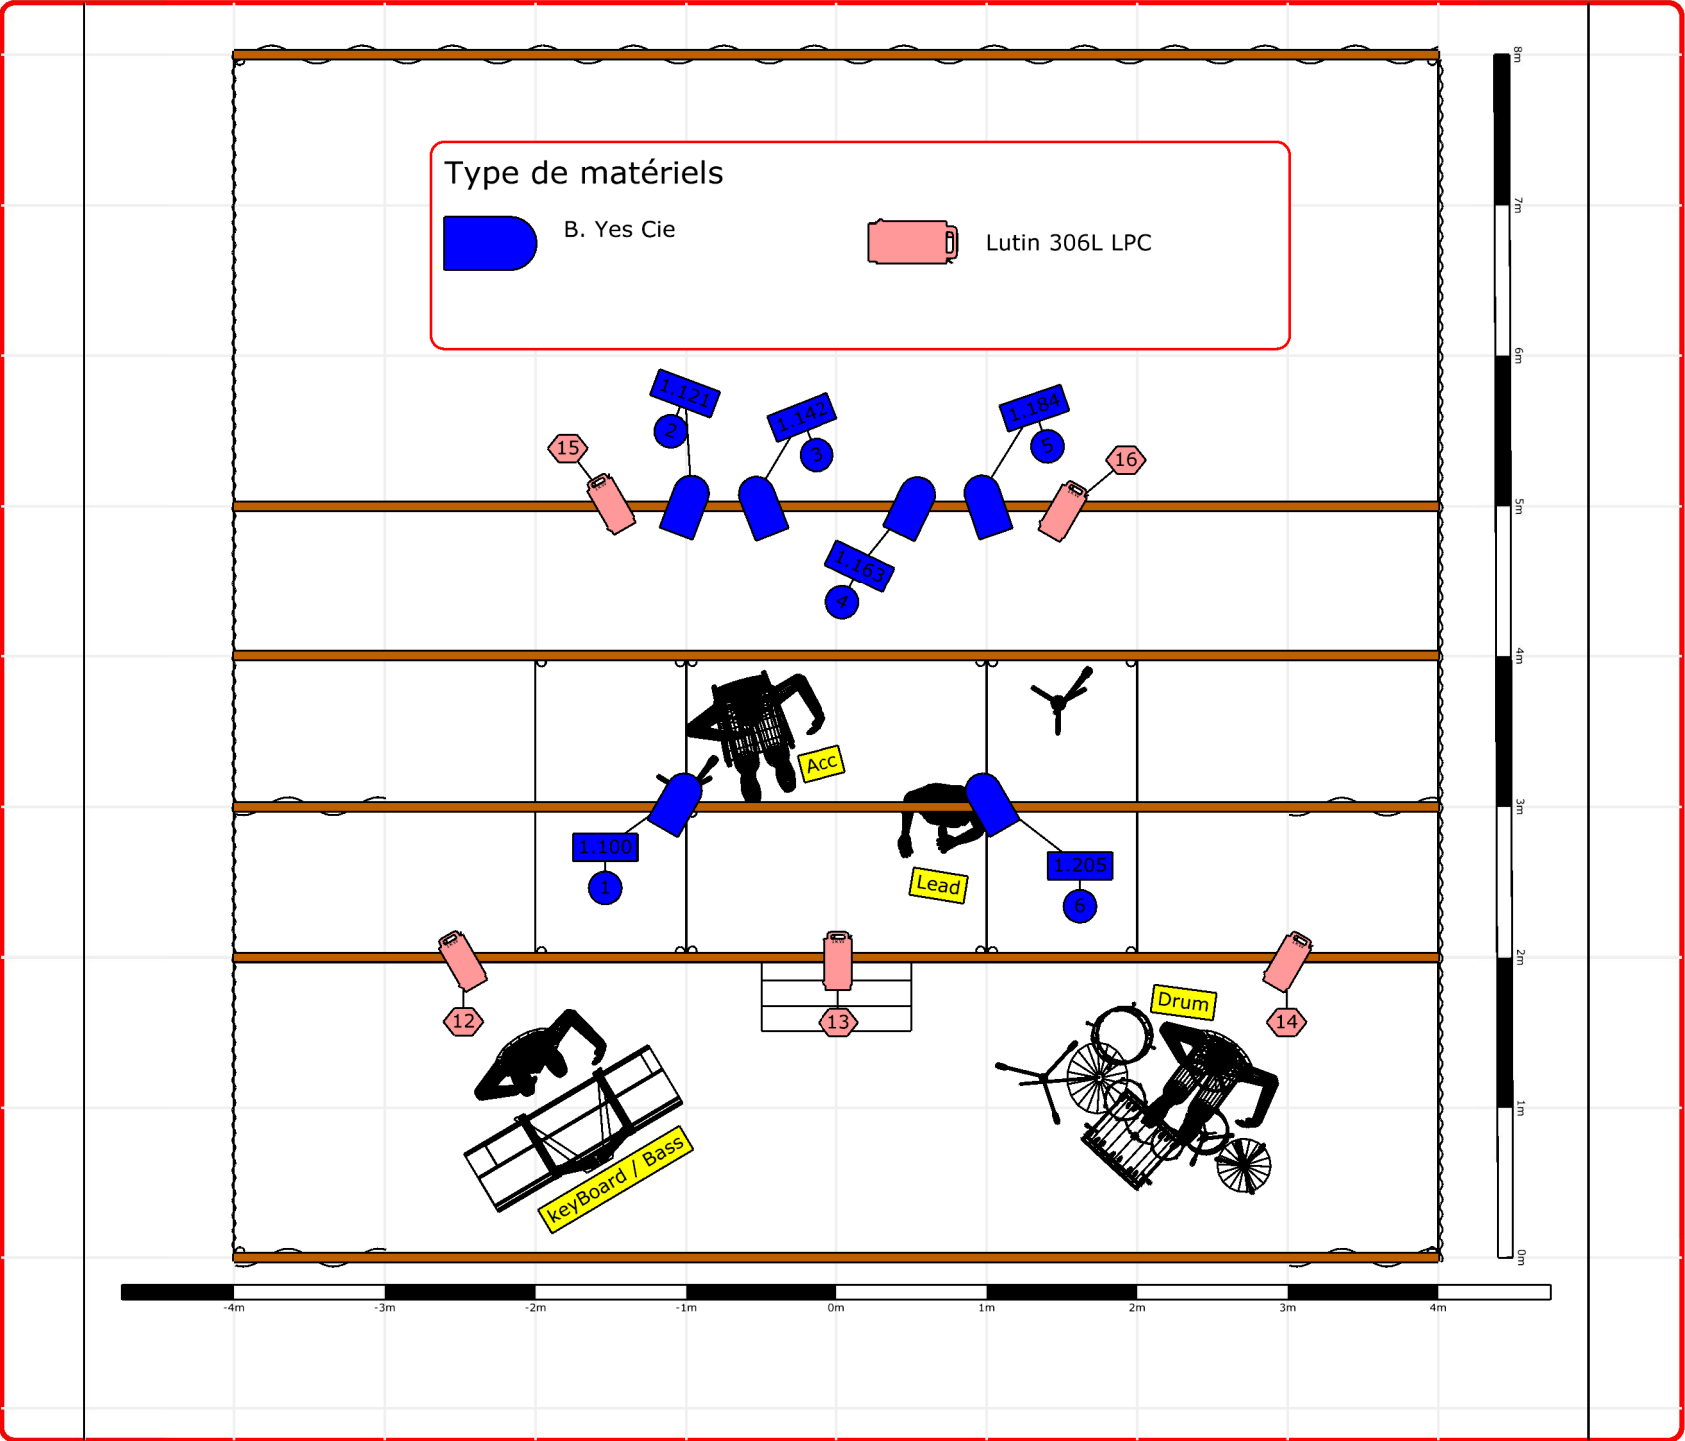 Type de matériels
B. Yes Cie
Lutin 306L LPC
8m
7m
6m
5m
4m
3m
2m
1m
0m
1.121
2
1.142
3
1.184
5
15
16
1.163
4
Acc
1.100
1
Lead
1.205
6
12
13
14
Drum
keyBoard / Bass
-4m
-3m
-2m
-1m
0m
1m
2m
3m
4m